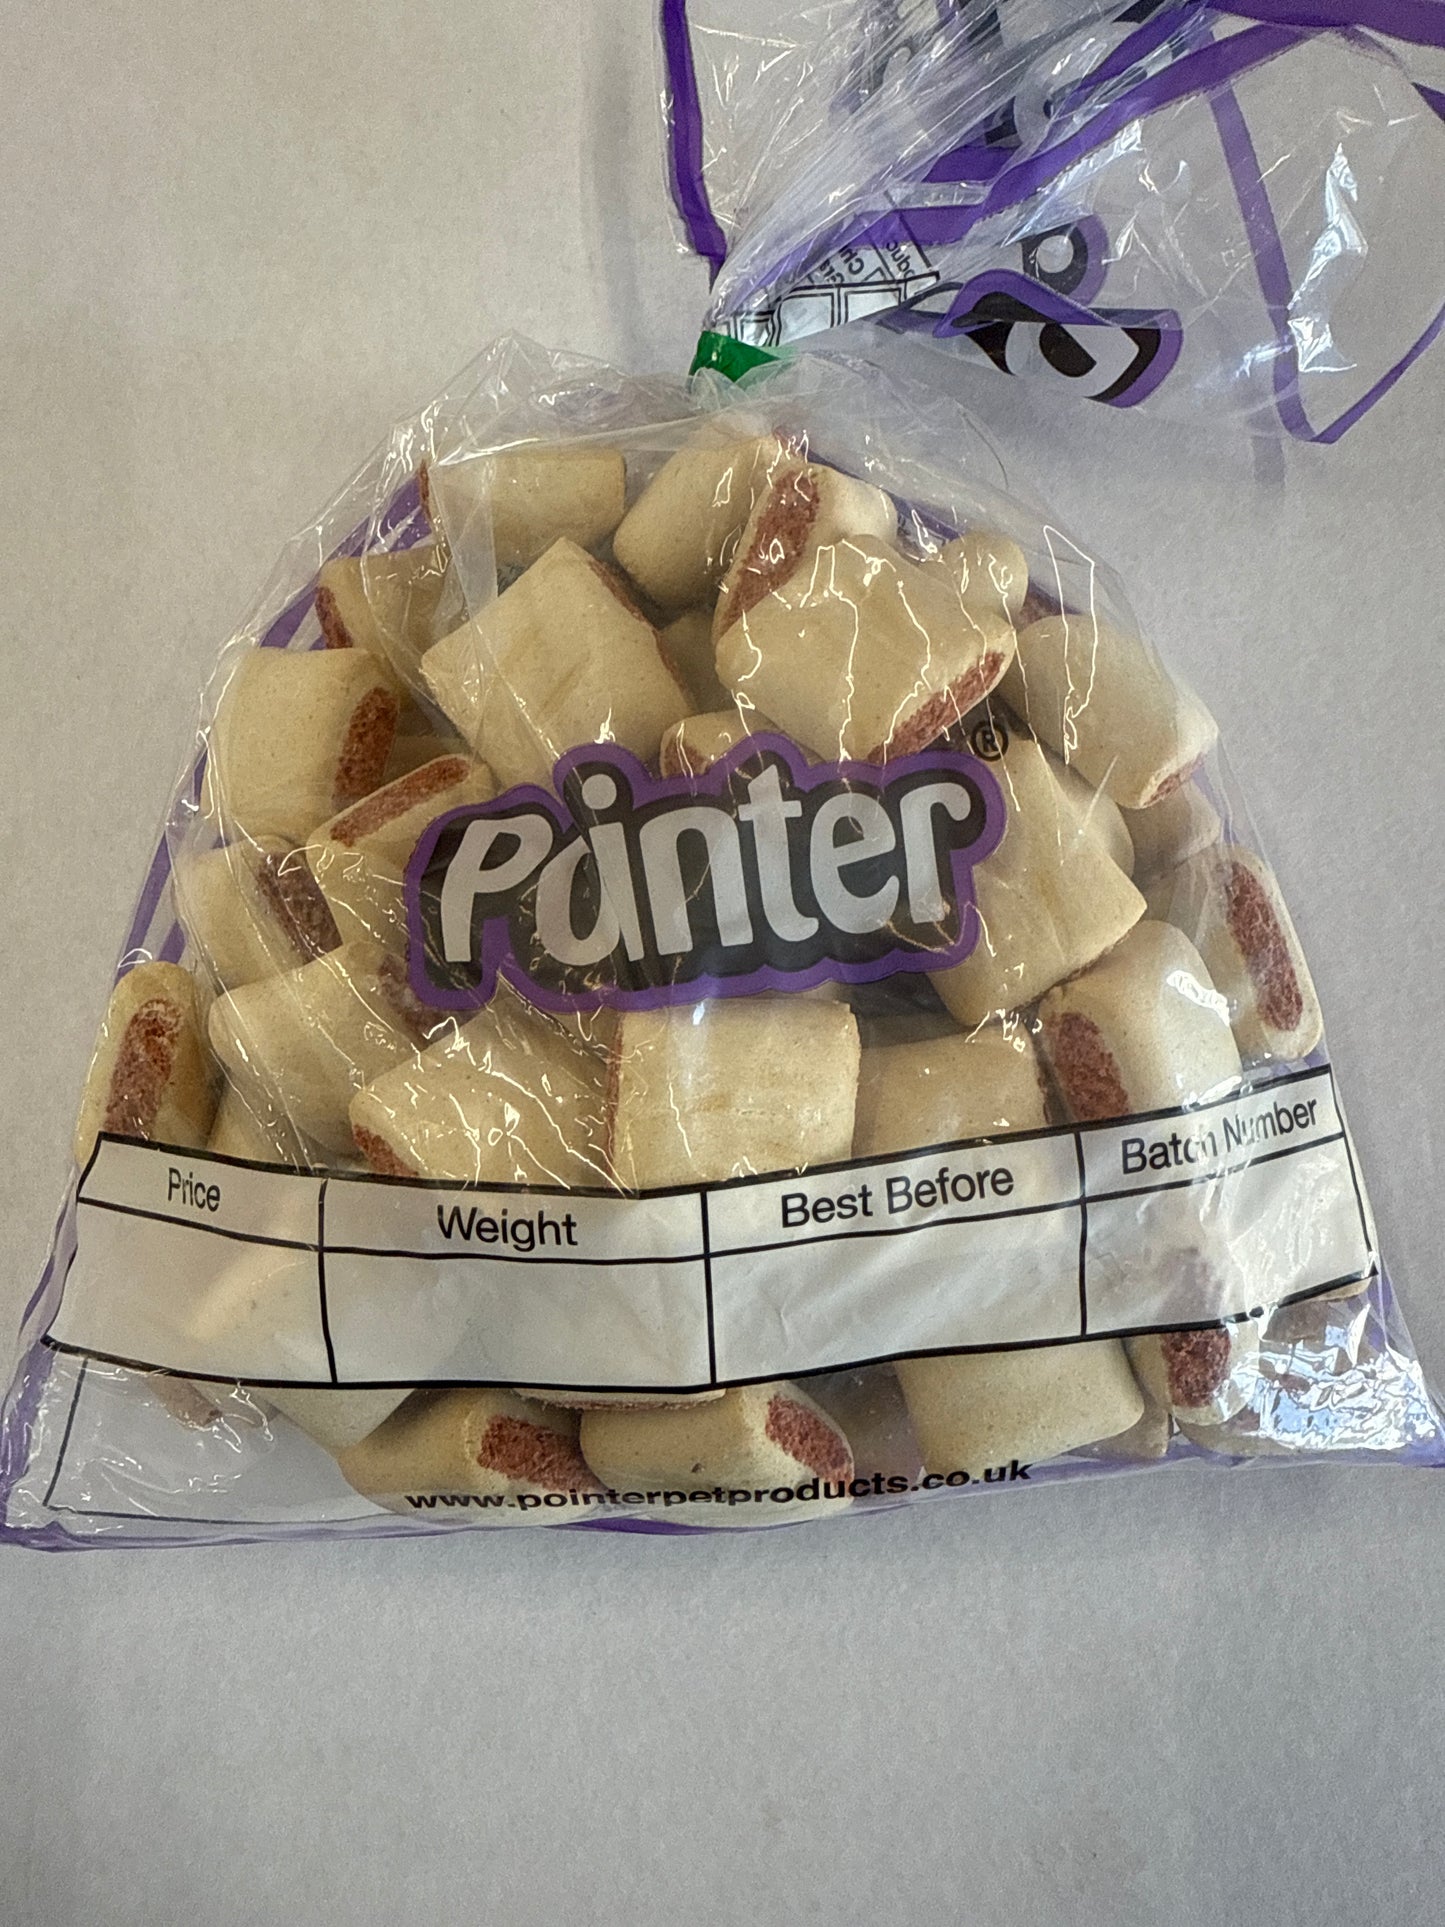 Pointer®
Price
Weight
Best Before
Batch Number
www.pointerpetproducts.co.uk